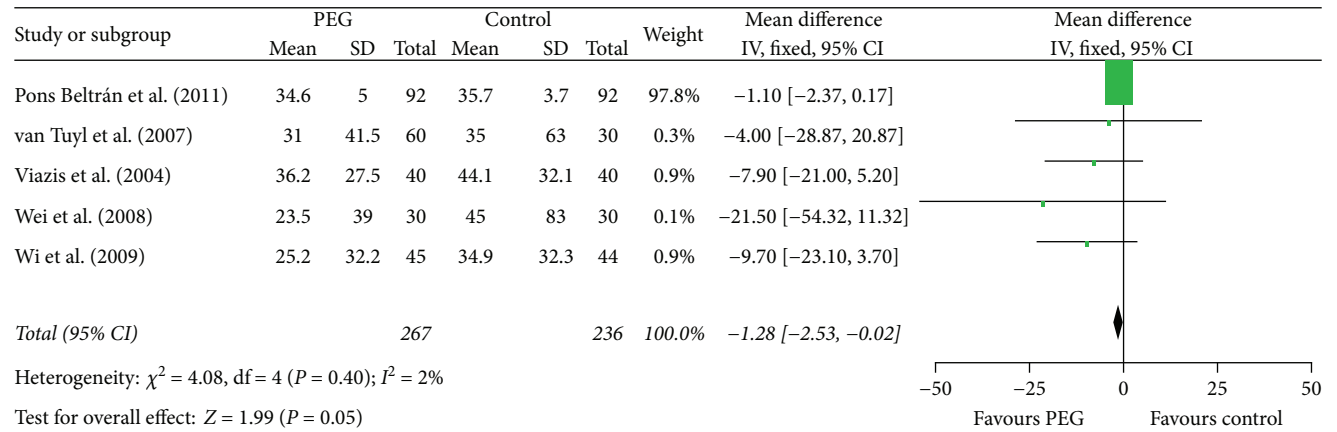 Study or subgroup PEG Control Weight Mean difference Mean difference
Mean SD Total Mean SD Total IV, fixed, 95% CI IV, fixed, 95% CI
Pons Beltrán et al. (2011) 34.6 5 92 35.7 3.7 92 97.8% −1.10 [−2.37, 0.17]
van Tuyl et al. (2007) 31 41.5 60 35 63 30 0.3% −4.00 [−28.87, 20.87]
Viazis et al. (2004) 36.2 27.5 40 44.1 32.1 40 0.9% −7.90 [−21.00, 5.20]
Wei et al. (2008) 23.5 39 30 45 83 30 0.1% −21.50 [−54.32, 11.32]
Wi et al. (2009) 25.2 32.2 45 34.9 32.3 44 0.9% −9.70 [−23.10, 3.70]
Total (95% CI) 267 236 100.0% −1.28 [−2.53, −0.02]
Heterogeneity: χ² = 4.08, df = 4 (P = 0.40); I² = 2%
Test for overall effect: Z = 1.99 (P = 0.05)
−50 −25 0 25 50
Favours PEG Favours control